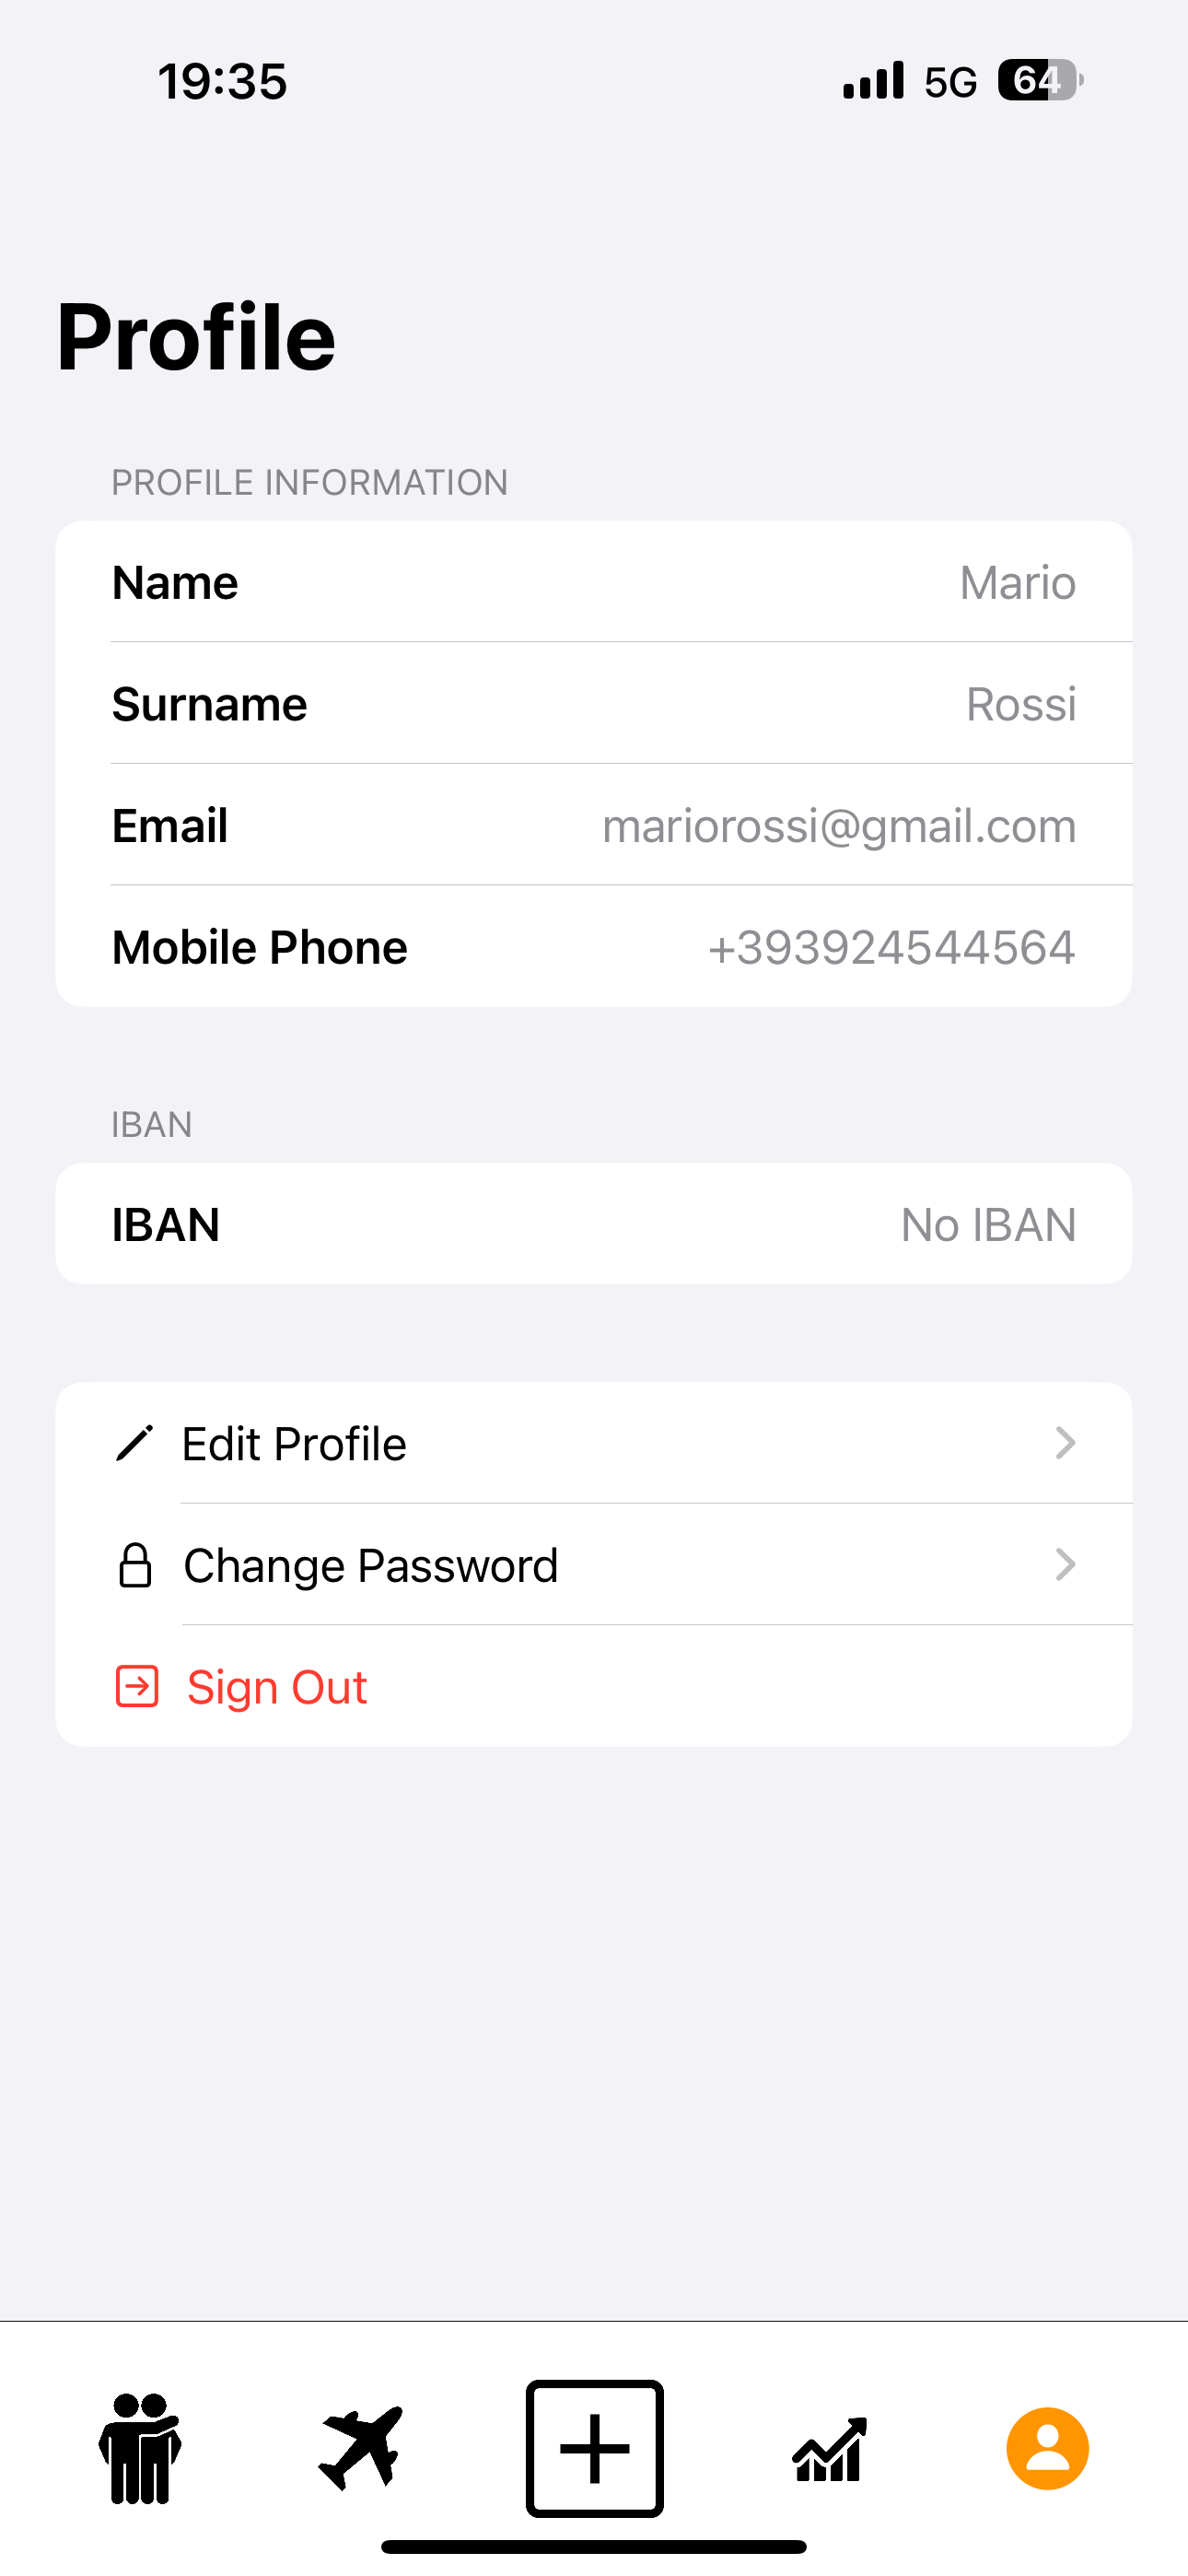 19:35 5G 64
Profile
PROFILE INFORMATION
Name Mario
Surname Rossi
Email mariorossi@gmail.com
Mobile Phone +393924544564
IBAN
IBAN No IBAN
Edit Profile
Change Password
Sign Out